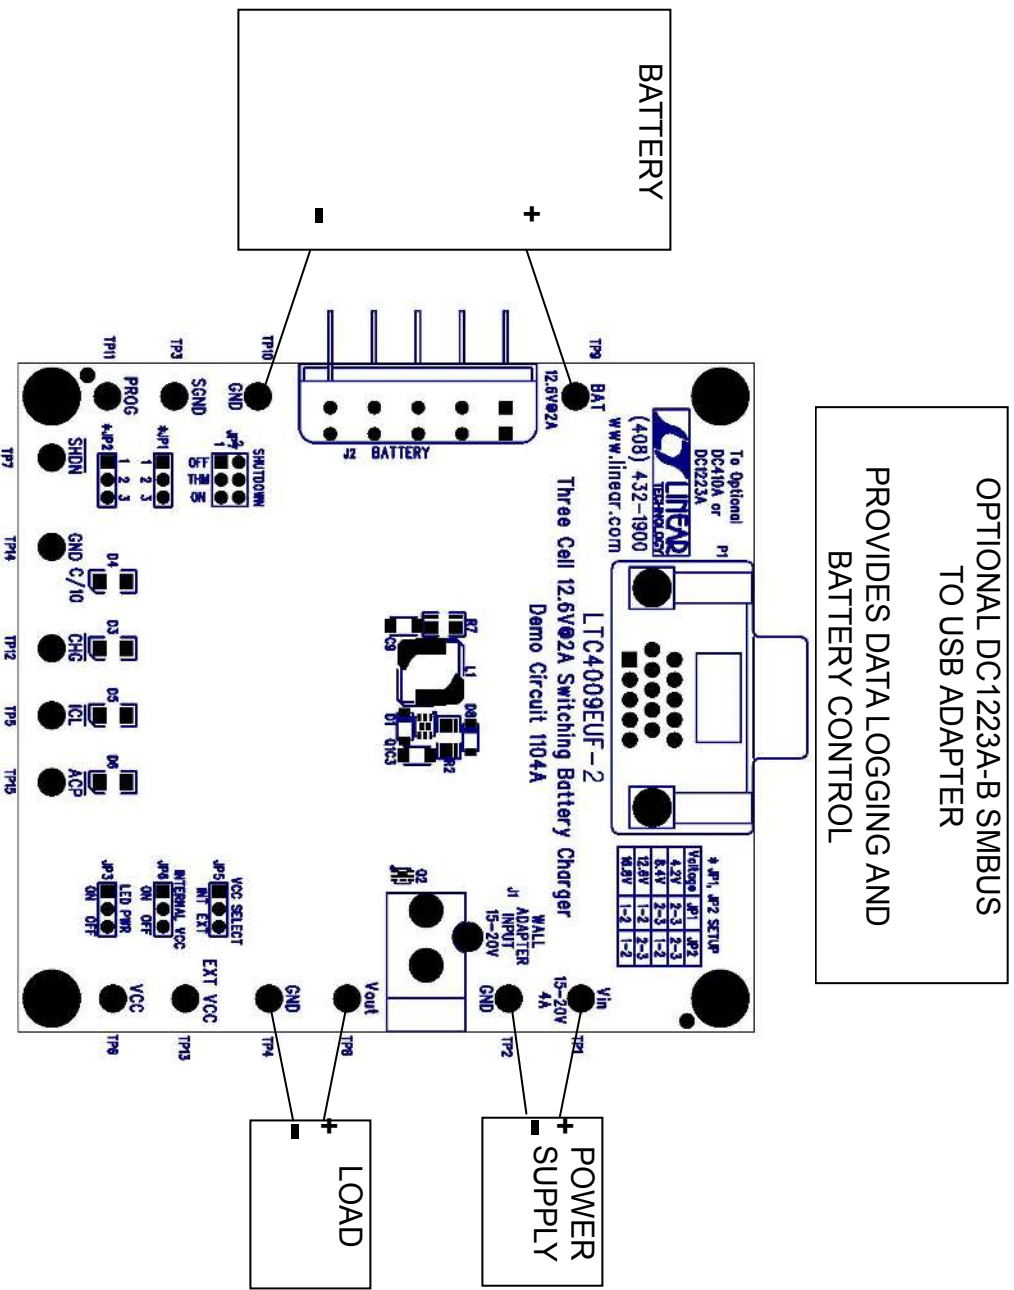 OPTIONAL DC1223A-B SMBUS
TO USB ADAPTER
PROVIDES DATA LOGGING AND
BATTERY CONTROL
BATTERY
-
+
TP9
BAT
12.6V@2A
To Optional
DC410A or
DC1223A
P1
LINEAR
TECHNOLOGY
(408) 432-1900
www.linear.com
LTC4009EUF-2
Three Cell 12.6V@2A Switching Battery Charger
Demo Circuit 1104A
* JP1, JP2 SETUP
Voltage JP1 JP2
4.2V 2-3 2-3
8.4V 2-3 1-2
12.6V 1-2 2-3
16.8V 1-2 1-2
J2 BATTERY
TP10
GND
TP3
SGND
TP11
PROG
TP7
SHDN
SHUTDOWN
OFF
THM
ON
*JP1
1 2 3
*JP2
1 2 3
TP14
GND
C/10
D4
TP12
CHG
D3
TP5
ICL
D5
TP15
ACP
D6
R7
C9
L1
D1
D8
R2
Q2
J1
WALL
ADAPTER
INPUT
15-20V
Vin
15-20V
4A
TP1
GND
TP2
Vout
TP8
GND
TP4
EXT VCC
TP13
VCC
TP6
JP5
VCC SELECT
INT EXT
JP6
INTERNAL VCC
ON OFF
JP3
LED PWR
ON OFF
+
-
POWER
SUPPLY
+
-
LOAD